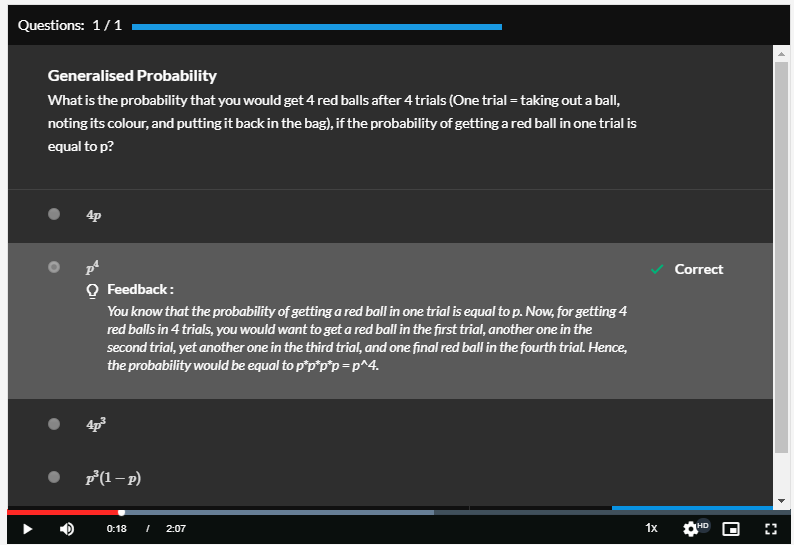 Questions: 1 / 1
Generalised Probability
What is the probability that you would get 4 red balls after 4 trials (One trial = taking out a ball,
noting its colour, and putting it back in the bag), if the probability of getting a red ball in one trial is
equal to p?
4p
p⁴
Correct
Feedback :
You know that the probability of getting a red ball in one trial is equal to p. Now, for getting 4
red balls in 4 trials, you would want to get a red ball in the first trial, another one in the
second trial, yet another one in the third trial, and one final red ball in the fourth trial. Hence,
the probability would be equal to p*p*p*p = p^4.
4p³
p³(1 − p)
0:18 / 2:07
1x
HD